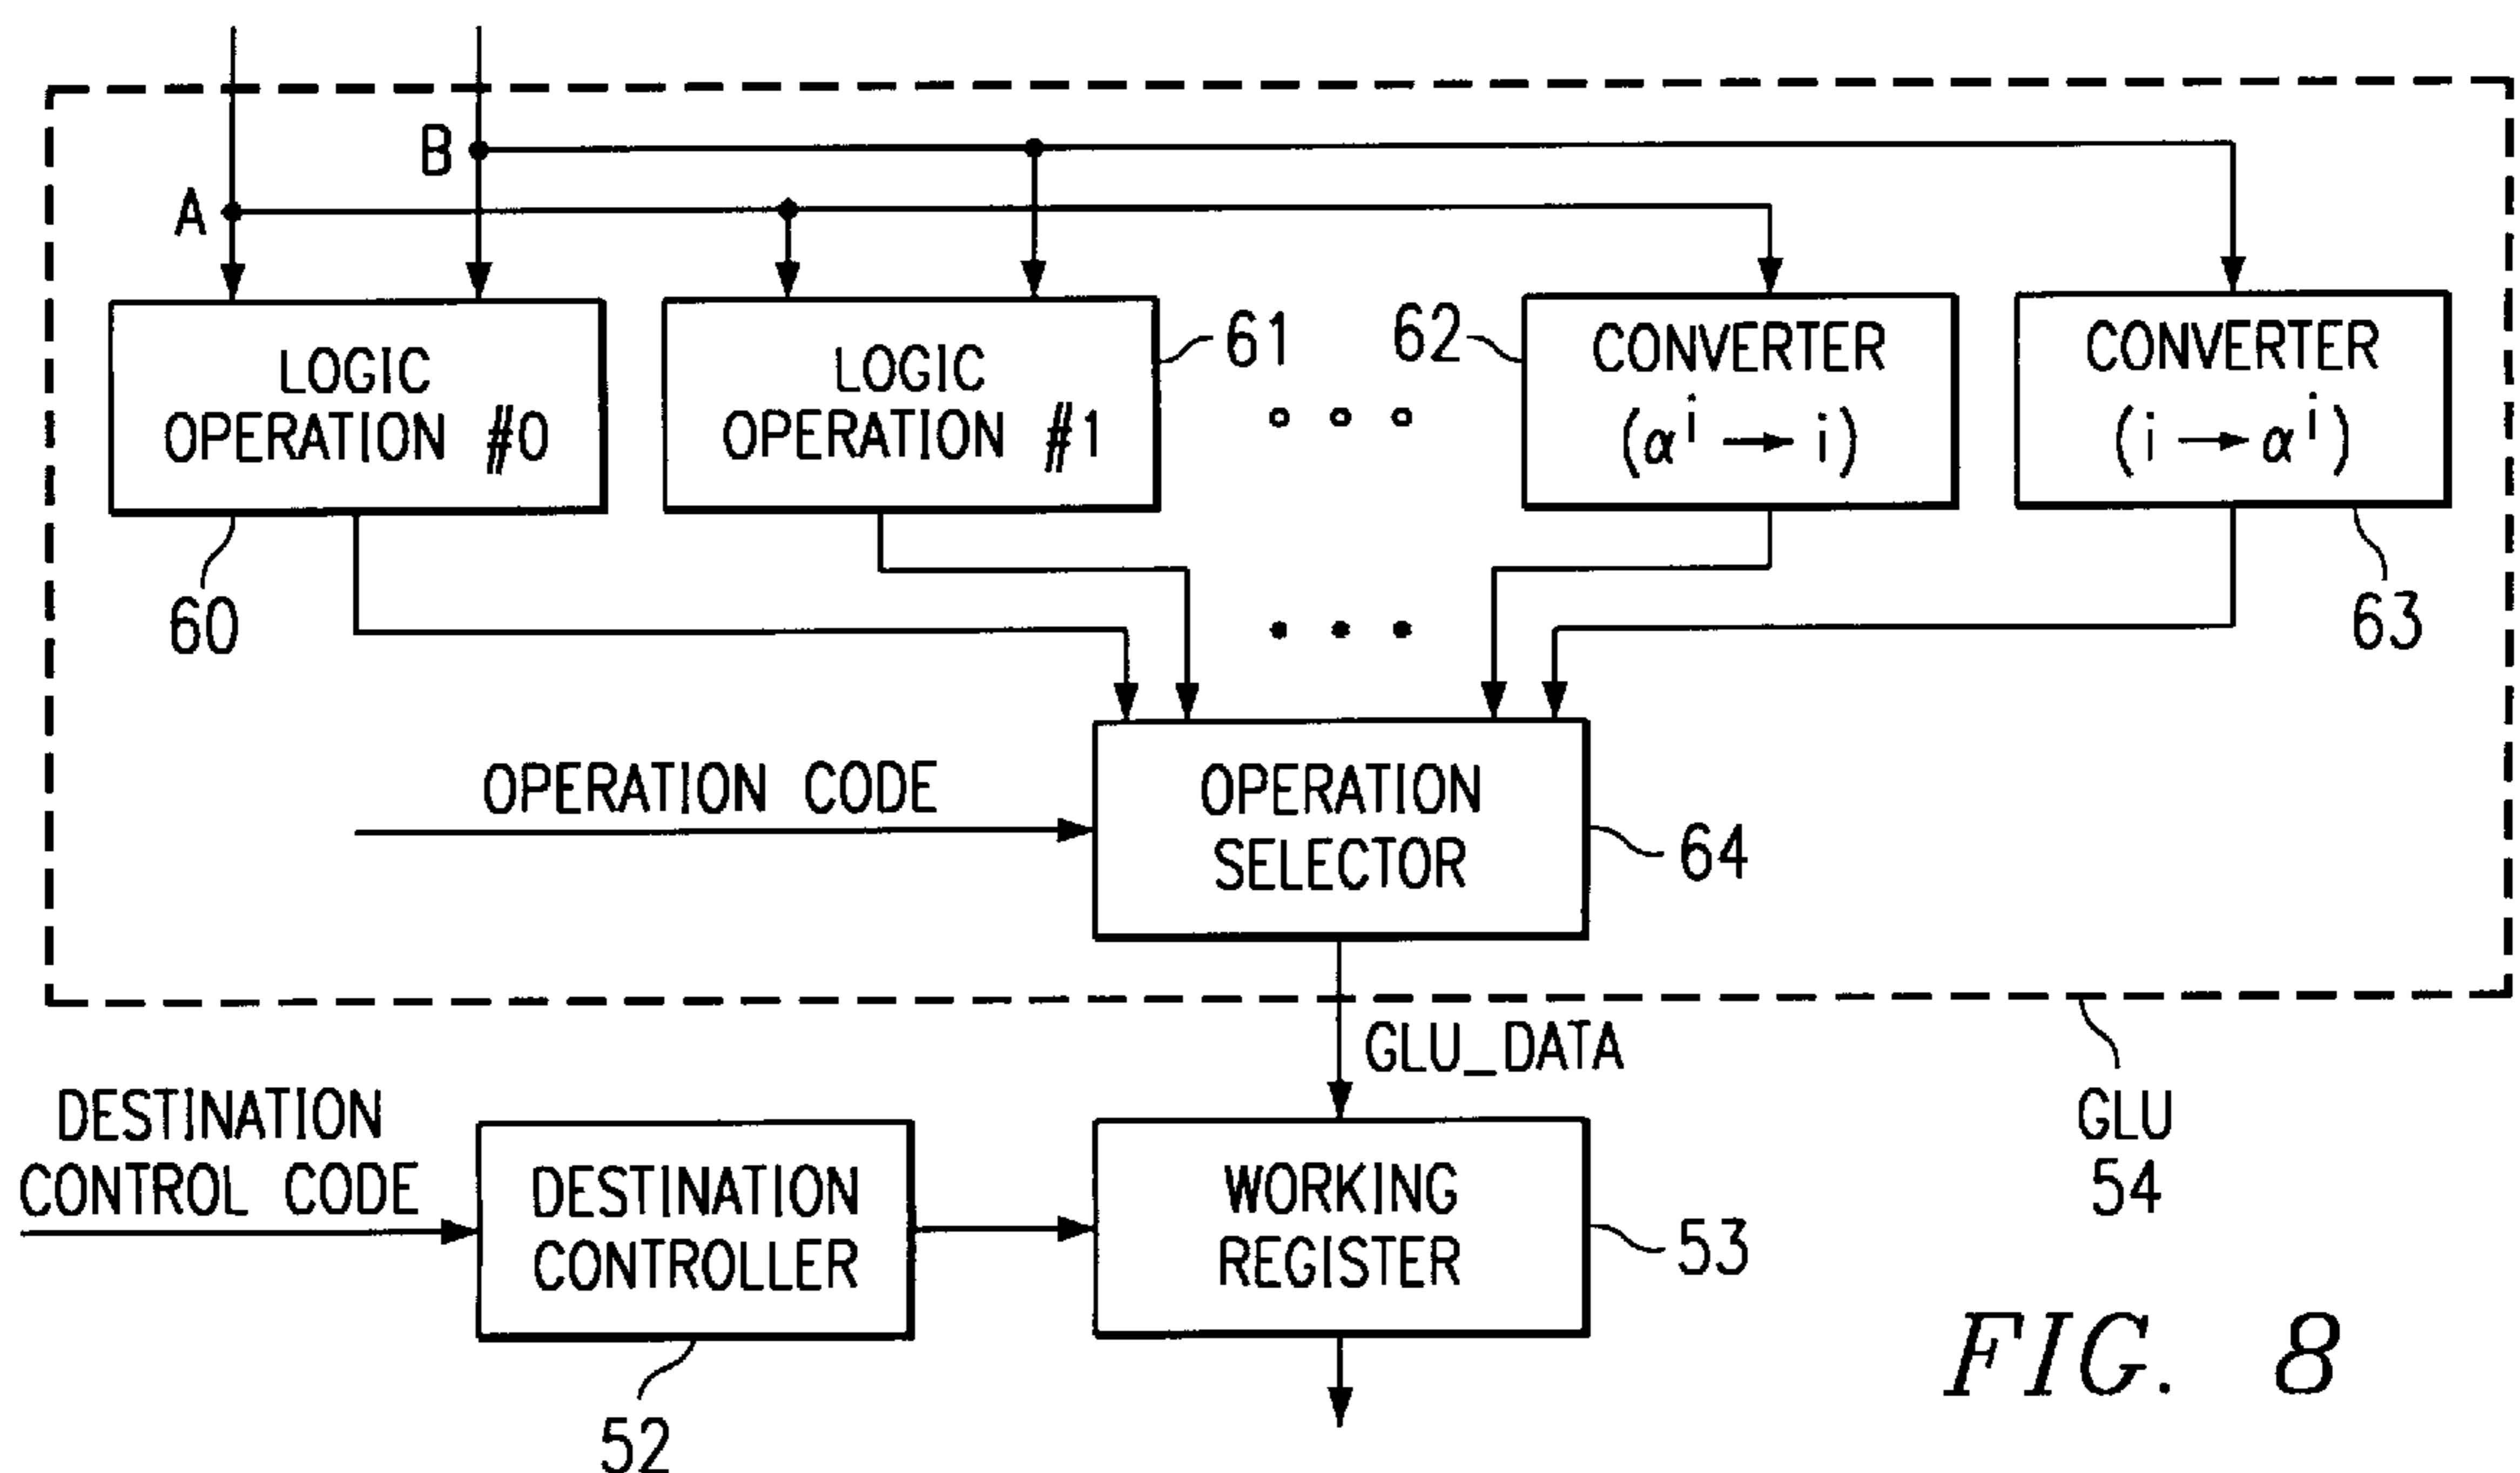 B
A
LOGIC
OPERATION #0
LOGIC
OPERATION #1
61
62
CONVERTER
(α^i → i)
CONVERTER
(i → α^i)
60
63
OPERATION CODE
OPERATION
SELECTOR
64
GLU_DATA
GLU
54
DESTINATION
CONTROL CODE
DESTINATION
CONTROLLER
52
WORKING
REGISTER
53
FIG. 8